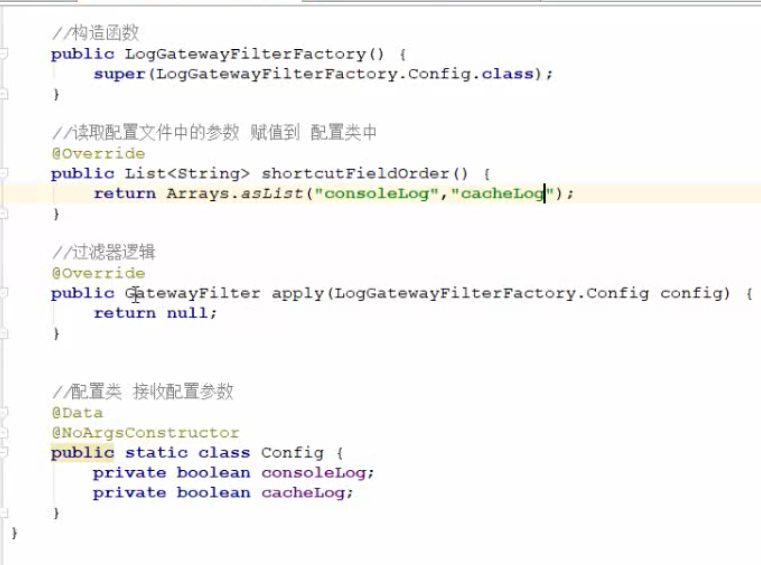 //构造函数
public LogGatewayFilterFactory() {
super(LogGatewayFilterFactory.Config.class);
}
//读取配置文件中的参数 赋值到 配置类中
@Override
public List<String> shortcutFieldOrder() {
return Arrays.asList("consoleLog","cacheLog");
}
//过滤器逻辑
@Override
public GatewayFilter apply(LogGatewayFilterFactory.Config config) {
return null;
}
//配置类 接收配置参数
@Data
@NoArgsConstructor
public static class Config {
private boolean consoleLog;
private boolean cacheLog;
}
}